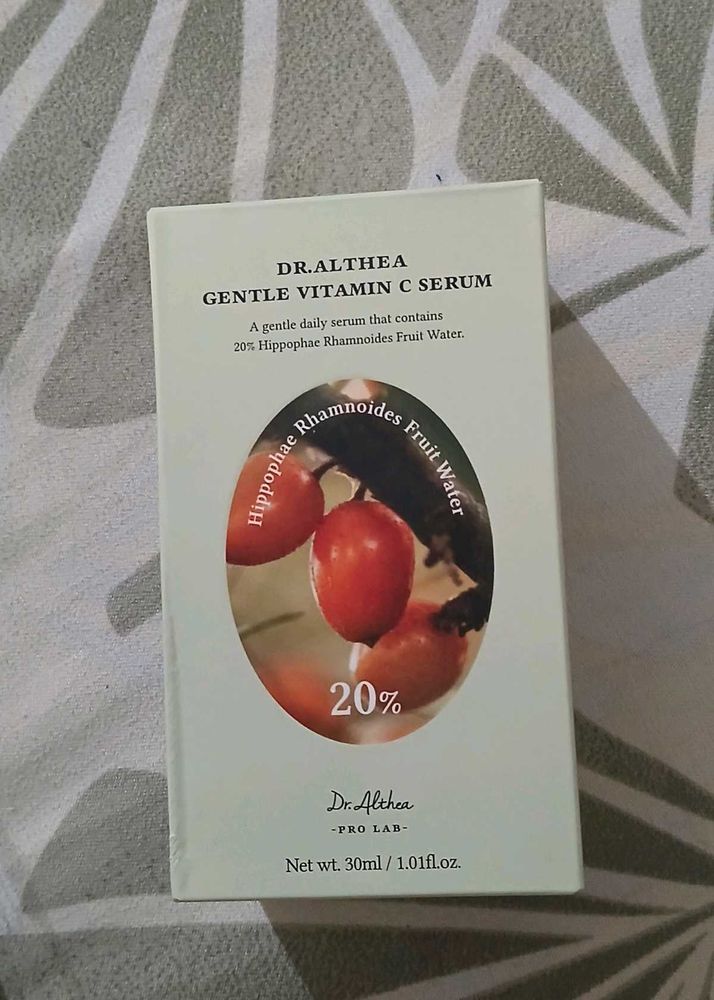 DR.ALTHEA
GENTLE VITAMIN C SERUM
A gentle daily serum that contains
20% Hippophae Rhamnoides Fruit Water.
Hippophae Rhamnoides Fruit Water
20%
Dr.Althea
-PRO LAB-
Net wt. 30ml / 1.01fl.oz.